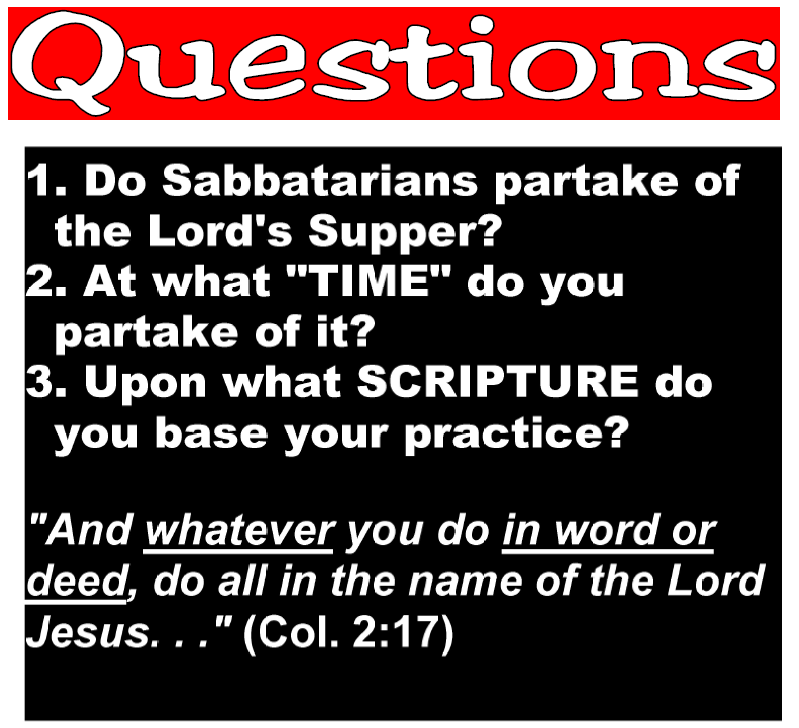 Questions
1. Do Sabbatarians partake of
the Lord's Supper?
2. At what "TIME" do you
partake of it?
3. Upon what SCRIPTURE do
you base your practice?
"And whatever you do in word or
deed, do all in the name of the Lord
Jesus. . ." (Col. 2:17)